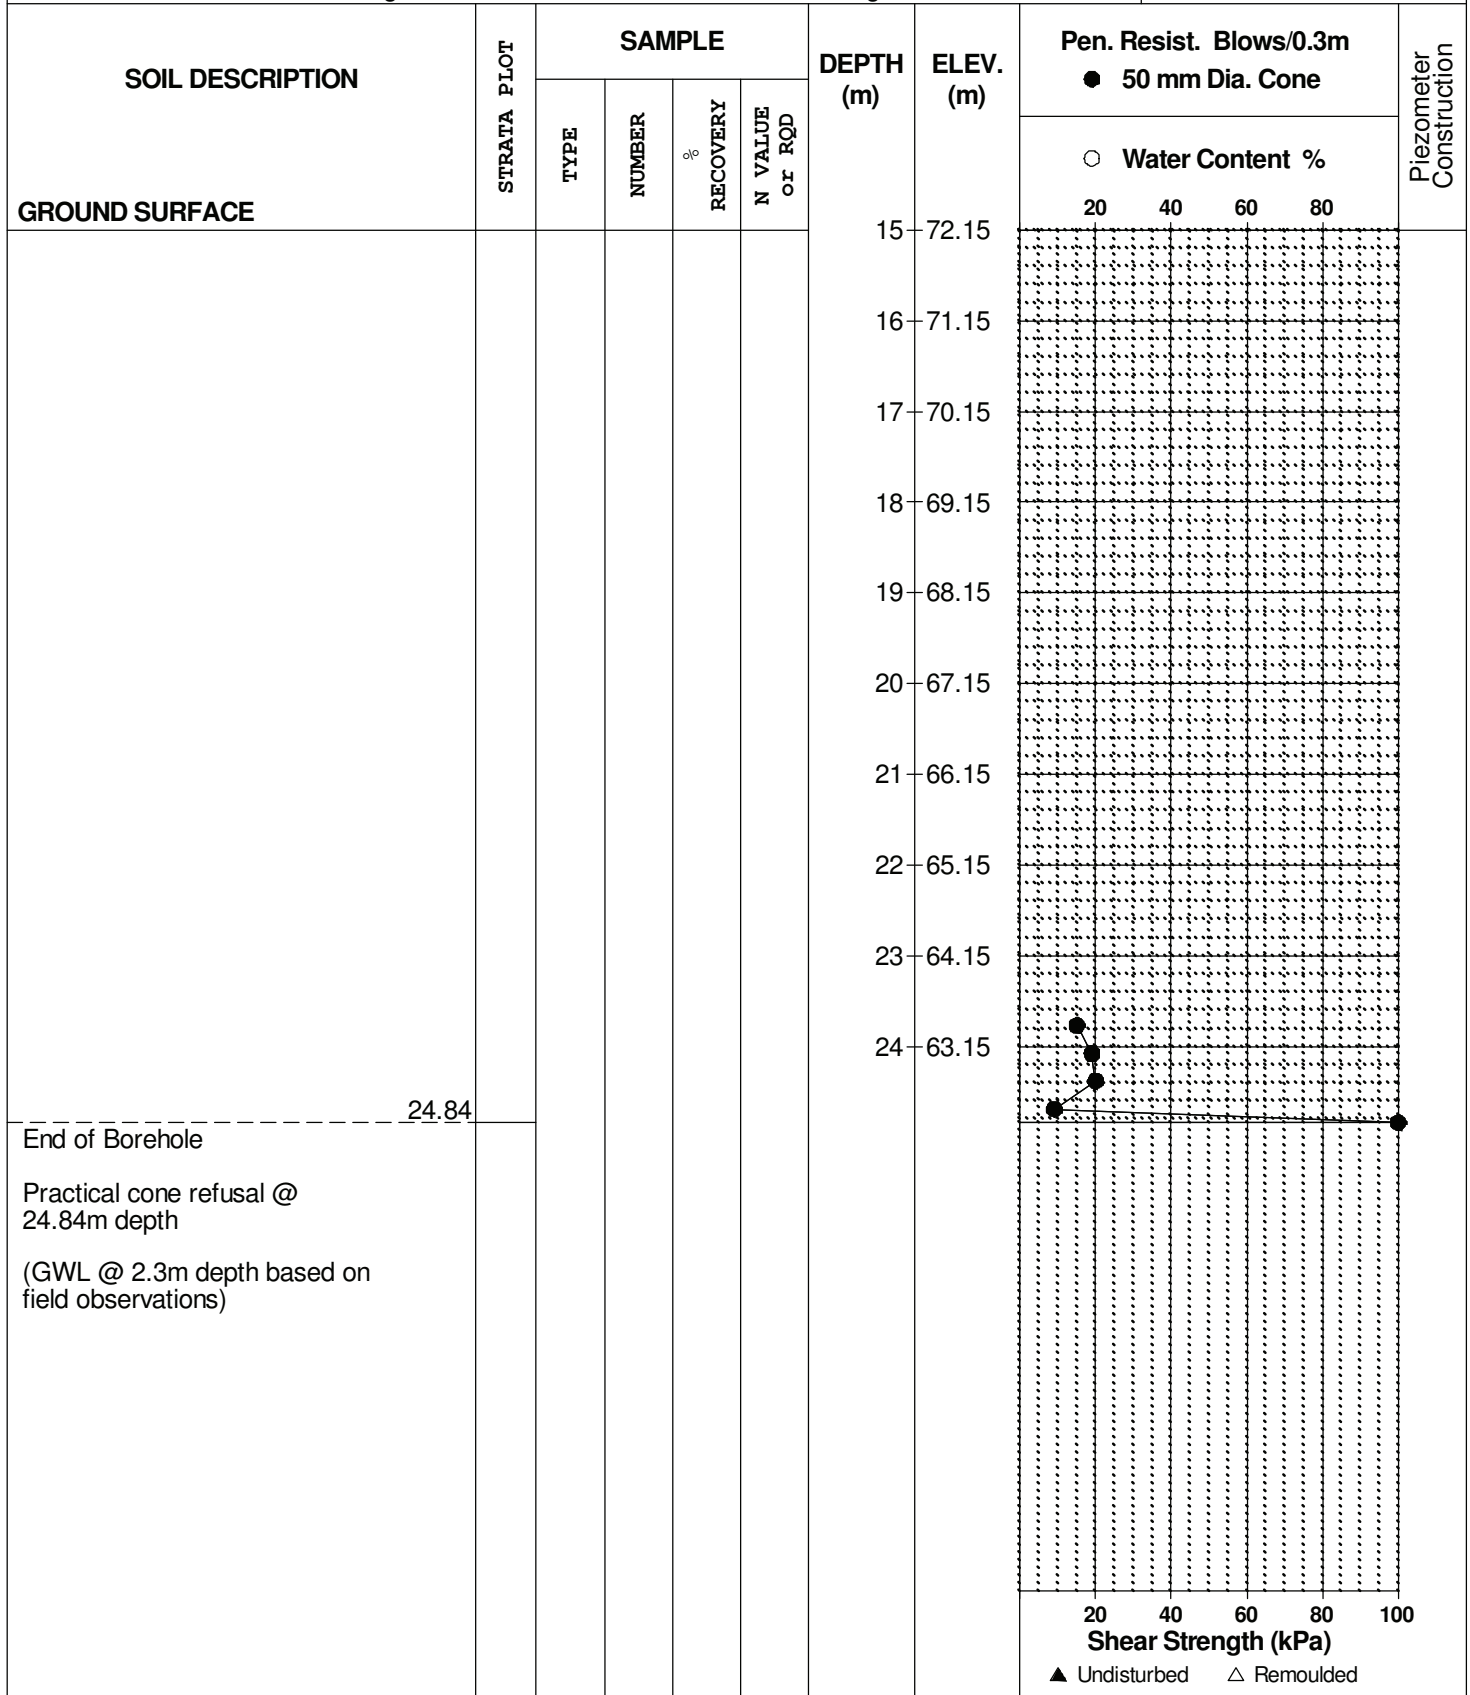 SOIL DESCRIPTION
GROUND SURFACE
STRATA PLOT
SAMPLE
TYPE
NUMBER
%
RECOVERY
N VALUE
or RQD
DEPTH
(m)
ELEV.
(m)
Pen. Resist. Blows/0.3m
● 50 mm Dia. Cone
○ Water Content %
20 40 60 80
Piezometer
Construction
15 72.15
16 71.15
17 70.15
18 69.15
19 68.15
20 67.15
21 66.15
22 65.15
23 64.15
24 63.15
24.84
End of Borehole
Practical cone refusal @
24.84m depth
(GWL @ 2.3m depth based on
field observations)
20 40 60 80 100
Shear Strength (kPa)
▲ Undisturbed △ Remoulded